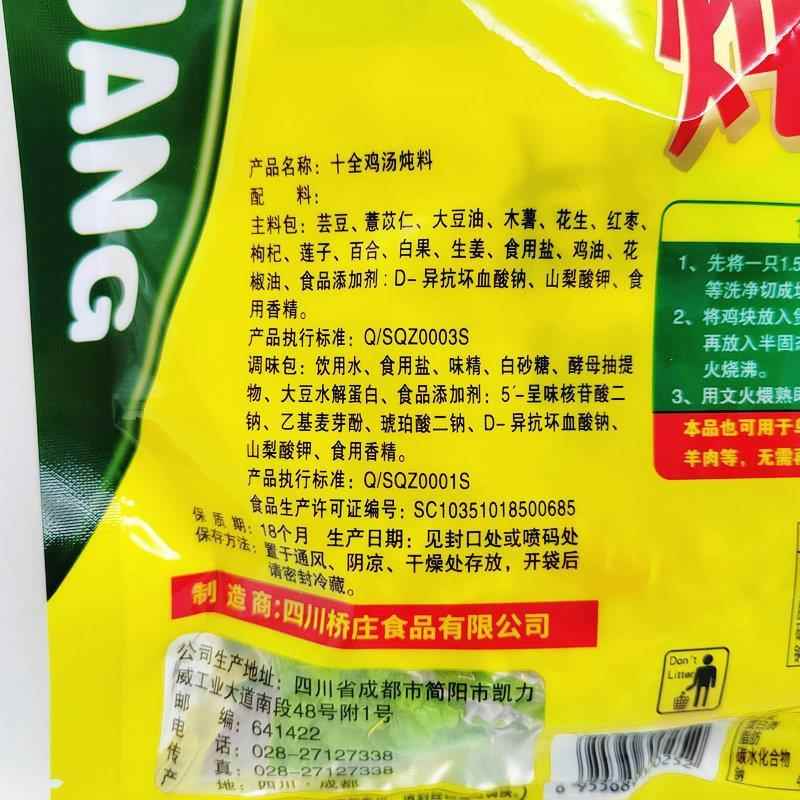 JANG
产品名称：十全鸡汤炖料
配 料：
主料包：芸豆、薏苡仁、大豆油、木薯、花生、红枣、
枸杞、莲子、百合、白果、生姜、食用盐、鸡油、花
椒油、食品添加剂：D-异抗坏血酸钠、山梨酸钾、食
用香精。
产品执行标准：Q/SQZ0003S
调味包：饮用水、食用盐、味精、白砂糖、酵母抽提
物、大豆水解蛋白、食品添加剂：5′-呈味核苷酸二
钠、乙基麦芽酚、琥珀酸二钠、D-异抗坏血酸钠、
山梨酸钾、食用香精。
产品执行标准：Q/SQZ0001S
食品生产许可证编号：SC10351018500685
保 质 期：18个月 生产日期：见封口处或喷码处
保存方法：置于通风、阴凉、干燥处存放，开袋后
请密封冷藏。
制 造 商：四川桥庄食品有限公司
公司生产地址：四川省成都市简阳市凯力
威工业大道南段48号附1号
邮 编：641422
电 话：028-27127338
传 真：028-27127338
产 地：四川·成都
1、先将一只1.5
等洗净切成块
2、将鸡块放入
再放入半固态
火烧沸。
3、用文火煨熟
本品也可用于
羊肉等，无需
Don't
Litter
脂肪
碳水化合物
钠